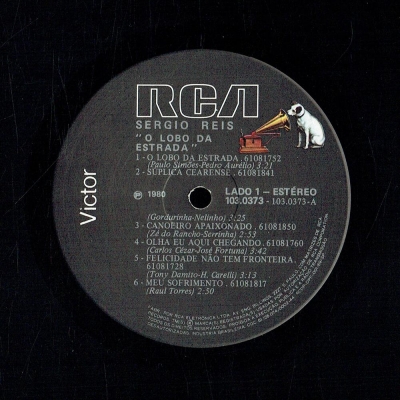 RCA
Victor
SERGIO REIS
"O LOBO DA
ESTRADA"
1 - O LOBO DA ESTRADA . 61081752
(Paulo Simões-Pedro Aurélio) 3:21
2 - SÚPLICA CEARENSE . 61081841
℗ 1980
LADO 1 - ESTÉREO
103.0373 - 103.0373-A
(Gordurinha-Nelinho) 3:25
3 - CANOEIRO APAIXONADO . 61081850
(Zé do Rancho-Serrinha) 2:53
4 - OLHA EU AQUI CHEGANDO . 61081760
(Carlos Cézar-José Fortuna) 3:42
5 - FELICIDADE NÃO TEM FRONTEIRA .
61081728
(Tony Damito-H. Carelli) 3:13
6 - MEU SOFRIMENTO . 61081817
(Raul Torres) 2:50